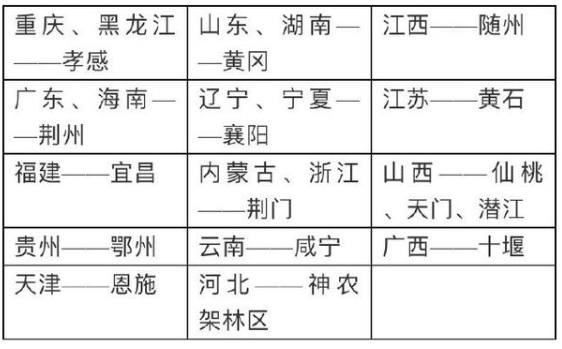 重庆、黑龙江
——孝感
山东、湖南—
—黄冈
江西——随州
广东、海南—
—荆州
辽宁、宁夏—
—襄阳
江苏——黄石
福建——宜昌
内蒙古、浙江
——荆门
山西——仙桃
、天门、潜江
贵州——鄂州
云南——咸宁
广西——十堰
天津——恩施
河北——神农
架林区